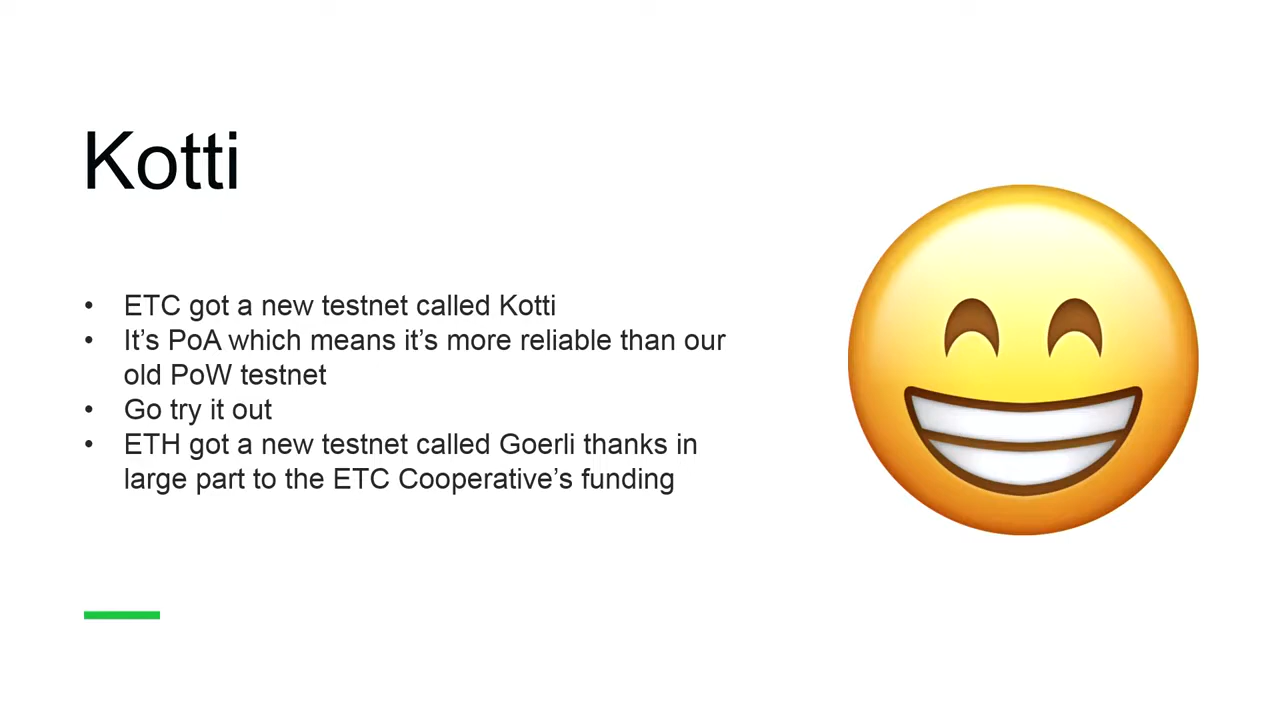 Kotti
• ETC got a new testnet called Kotti
• It’s PoA which means it’s more reliable than our
old PoW testnet
• Go try it out
• ETH got a new testnet called Goerli thanks in
large part to the ETC Cooperative’s funding